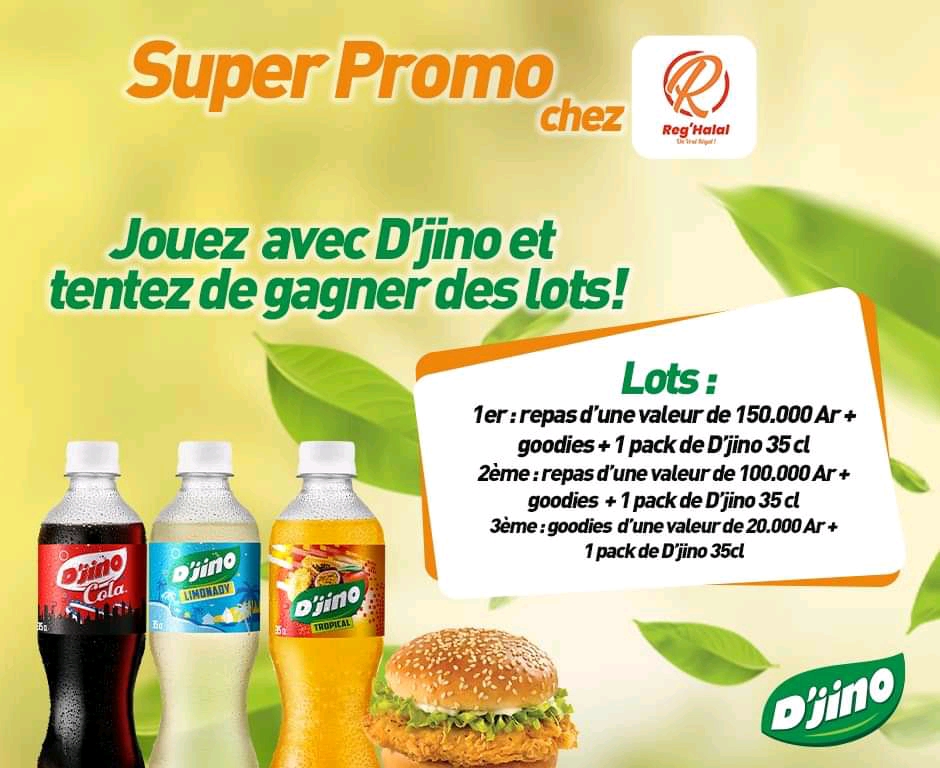 Super Promo
chez
Reg'Halal
Un Vrai Régal !
Jouez avec D'jino et
tentez de gagner des lots!
Lots :
1er : repas d'une valeur de 150.000 Ar +
goodies + 1 pack de D'jino 35 cl
2ème : repas d'une valeur de 100.000 Ar +
goodies + 1 pack de D'jino 35 cl
3ème : goodies d'une valeur de 20.000 Ar +
1 pack de D'jino 35cl
D'jino
Cola
D'jino
LIMONADY
D'jino
TROPICAL
D'jino